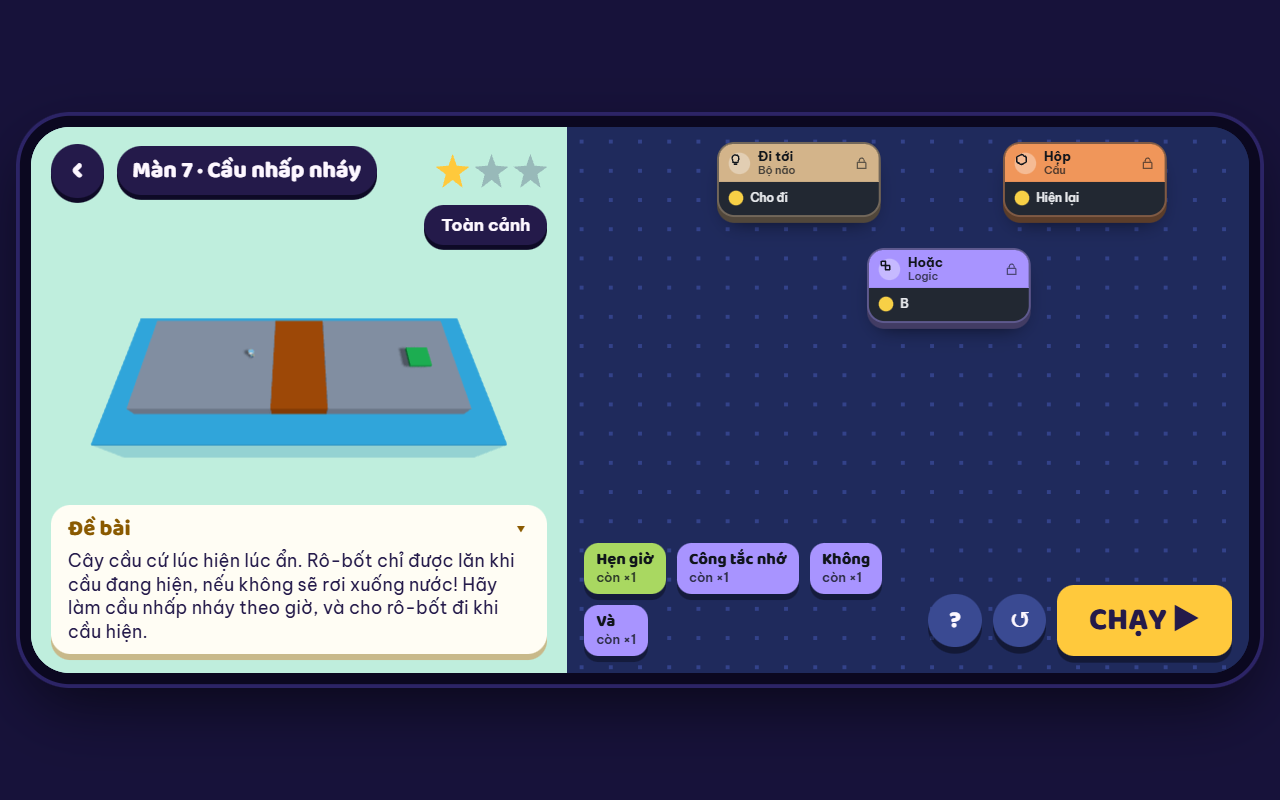 Màn 7 • Cầu nhấp nháy
Toàn cảnh
Đề bài
Cây cầu cứ lúc hiện lúc ẩn. Rô-bốt chỉ được lăn khi
cầu đang hiện, nếu không sẽ rơi xuống nước! Hãy
làm cầu nhấp nháy theo giờ, và cho rô-bốt đi khi
cầu hiện.
Đi tới
Bộ não
Cho đi
Hộp
Cầu
Hiện lại
Hoặc
Logic
B
Hẹn giờ
còn ×1
Công tắc nhớ
còn ×1
Không
còn ×1
Và
còn ×1
?
↺
CHẠY ▶